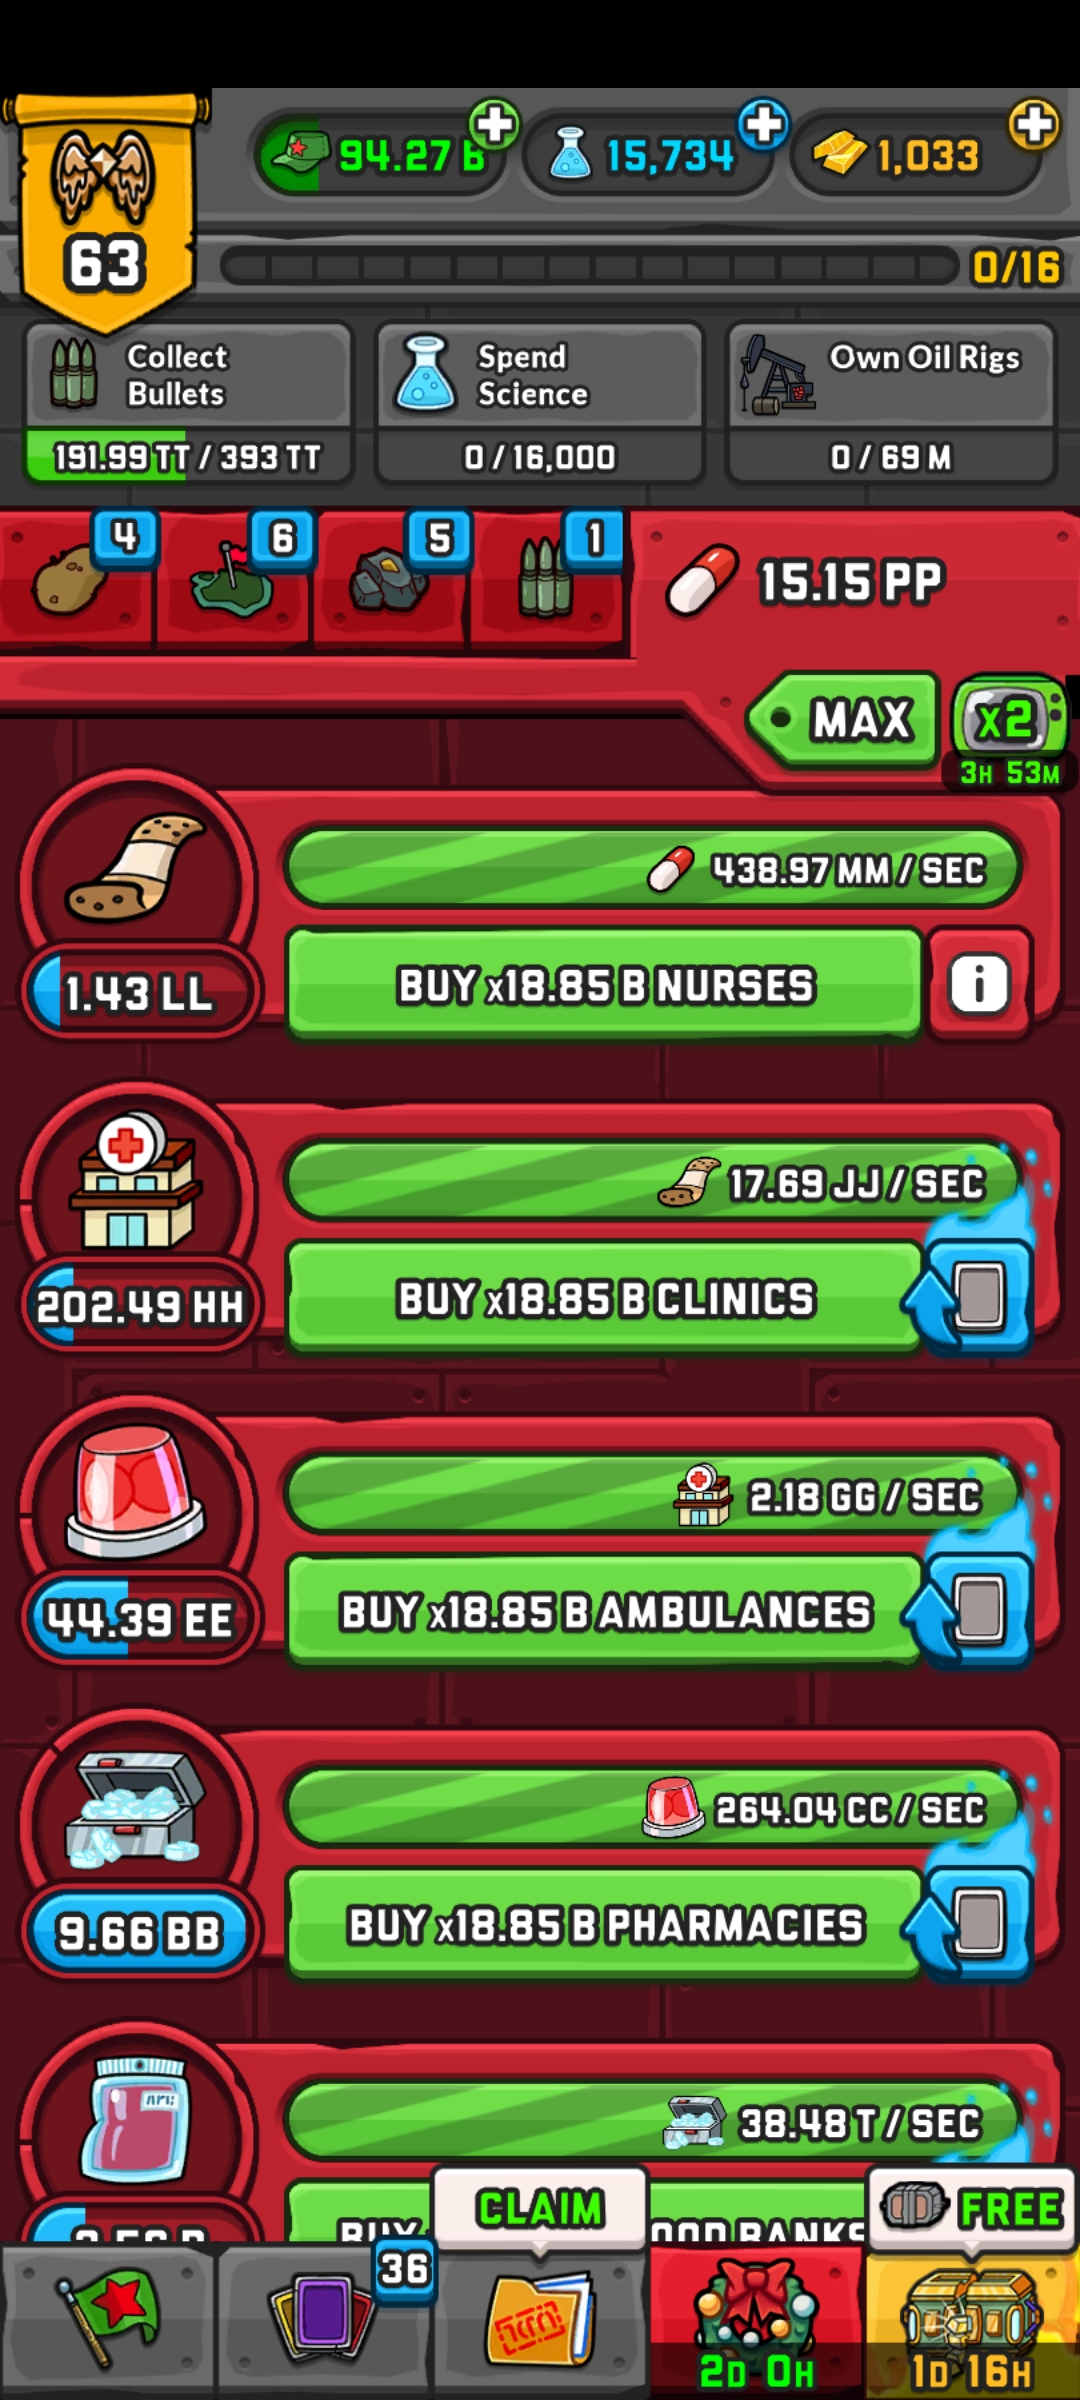 94.27 B
15,734
1,033
63
0/16
Collect
Bullets
191.99 TT / 393 TT
Spend
Science
0 / 16,000
Own Oil Rigs
0 / 69 M
4
6
5
1
15.15 PP
MAX
x2
3H 53M
438.97 MM / SEC
1.43 LL
BUY x18.85 B NURSES
i
17.69 JJ / SEC
202.49 HH
BUY x18.85 B CLINICS
2.18 GG / SEC
44.39 EE
BUY x18.85 B AMBULANCES
264.04 CC / SEC
9.66 BB
BUY x18.85 B PHARMACIES
38.48 T / SEC
BUY
BANKS
CLAIM
FREE
36
2D 0H
1D 16H